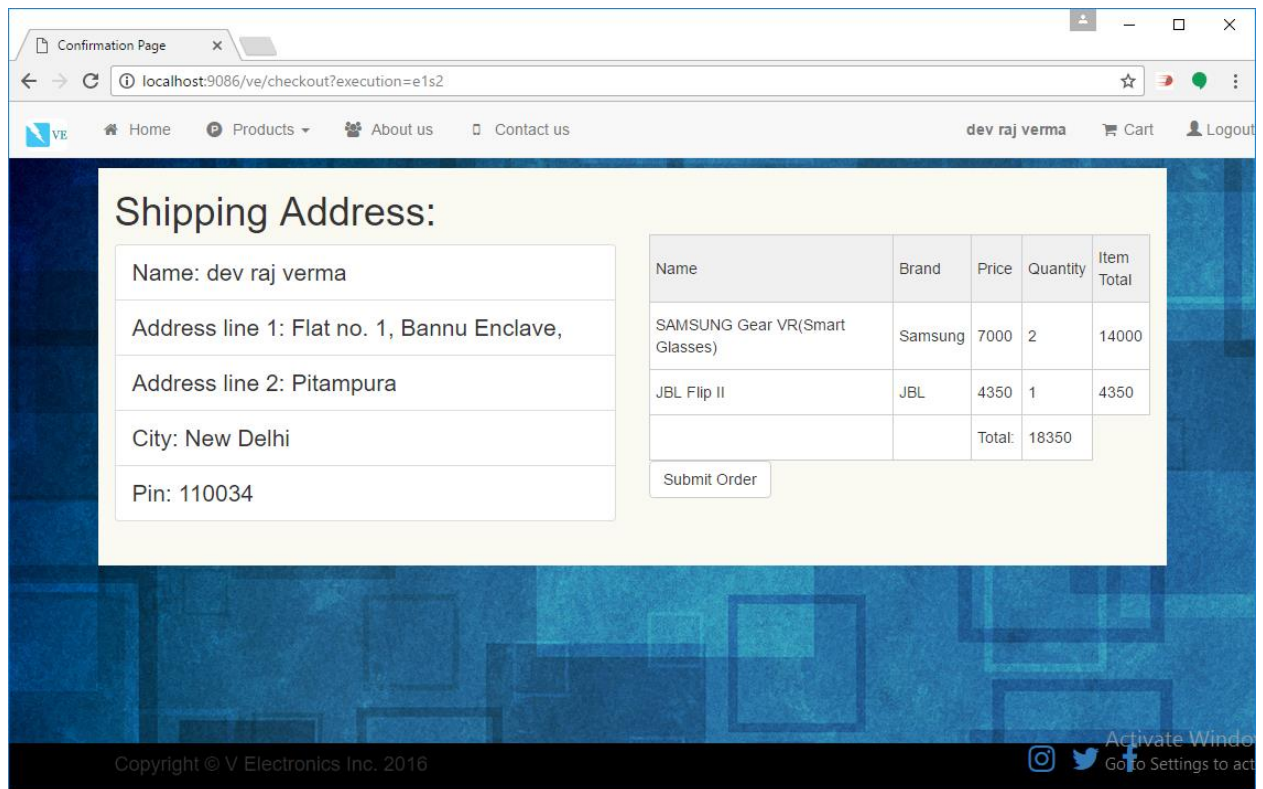 Confirmation Page
localhost:9086/ve/checkout?execution=e1s2
VE Home Products About us Contact us dev raj verma Cart Logout
Shipping Address:
Name: dev raj verma
Address line 1: Flat no. 1, Bannu Enclave,
Address line 2: Pitampura
City: New Delhi
Pin: 110034
Name Brand Price Quantity Item Total
SAMSUNG Gear VR(Smart Glasses) Samsung 7000 2 14000
JBL Flip II JBL 4350 1 4350
Total: 18350
Submit Order
Copyright © V Electronics Inc. 2016
Activate Windo
Go to Settings to act